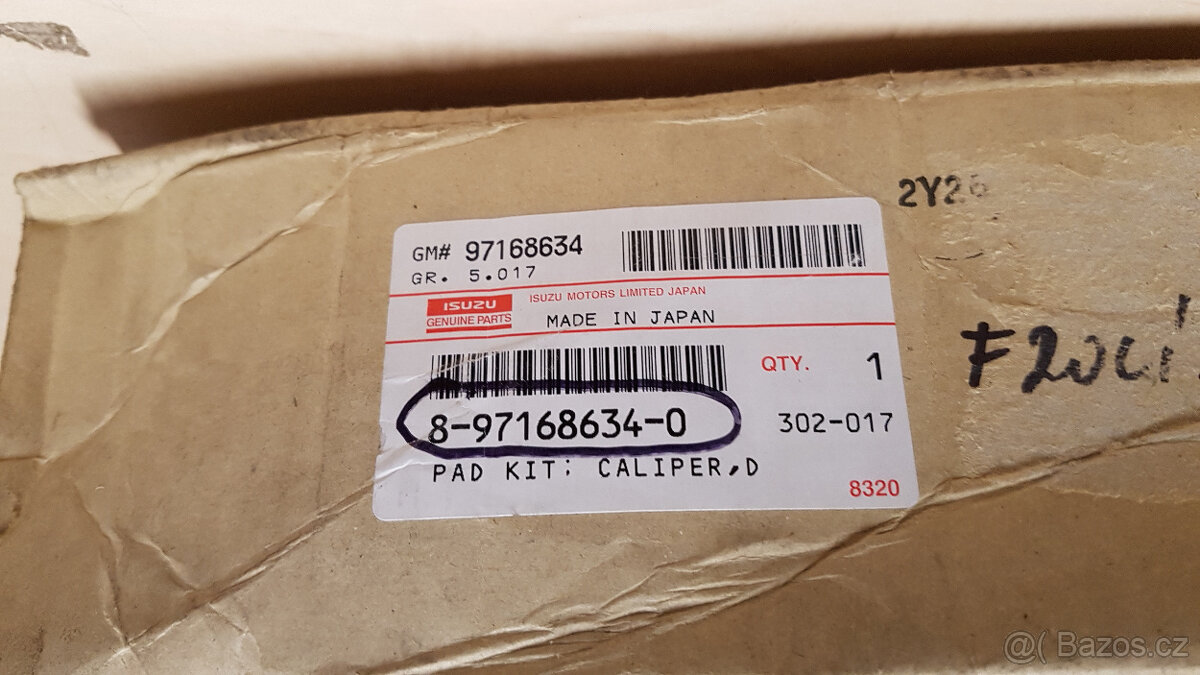 2Y26
GM# 97168634
GR. 5.017
ISUZU
GENUINE PARTS
ISUZU MOTORS LIMITED JAPAN
MADE IN JAPAN
QTY. 1
8-97168634-0
302-017
PAD KIT: CALIPER,D
8320
@( Bazos.cz